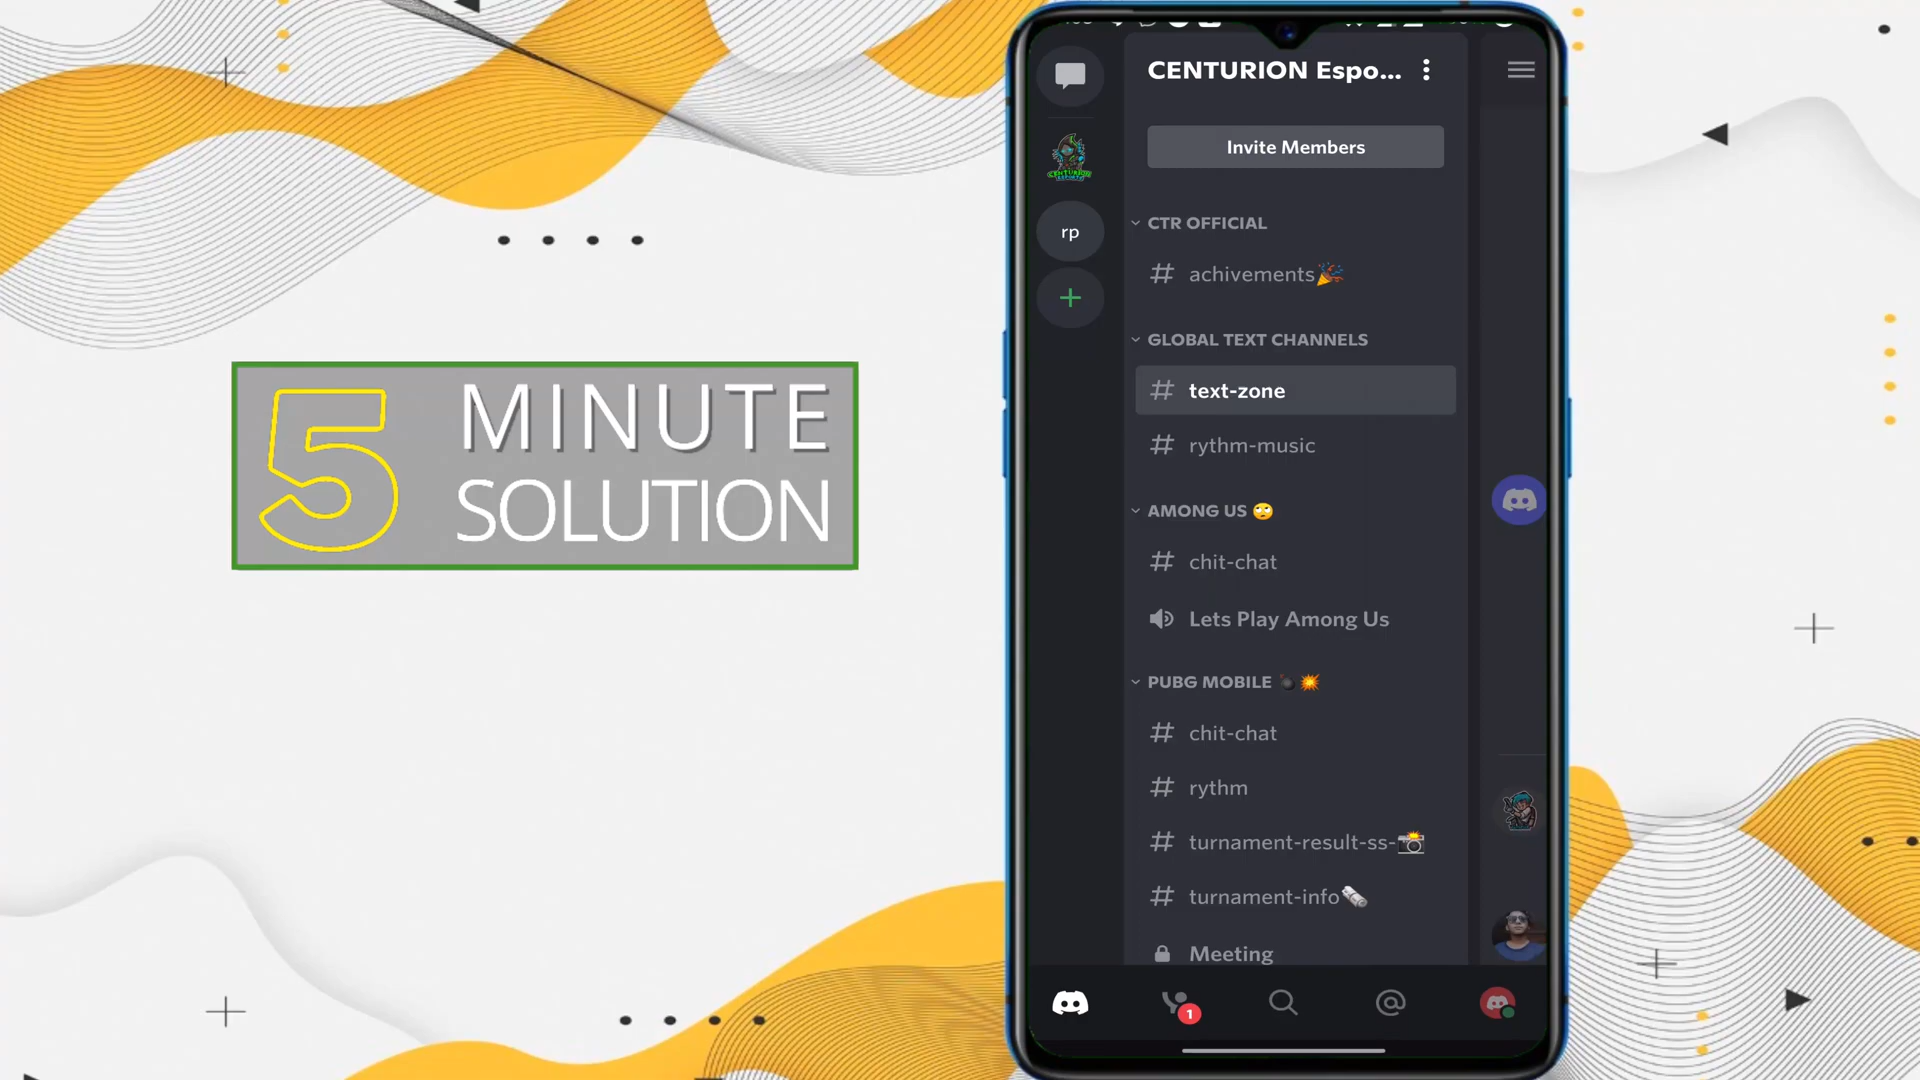 5 MINUTE
SOLUTION
CENTURION Espo...
Invite Members
CENTURION
ESPORTS
rp
CTR OFFICIAL
# achivements🎉
GLOBAL TEXT CHANNELS
# text-zone
# rythm-music
AMONG US 🙄
# chit-chat
Lets Play Among Us
PUBG MOBILE 💣💥
# chit-chat
# rythm
# turnament-result-ss-📸
# turnament-info🗞️
Meeting
@
1